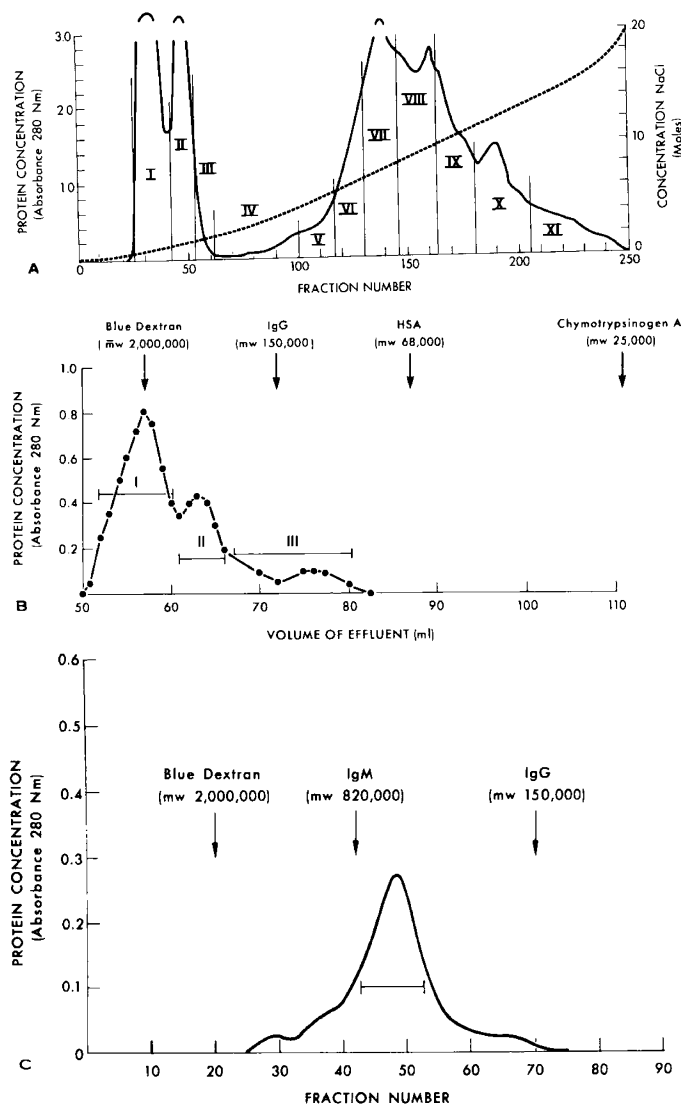 3.0
2.0
10
PROTEIN CONCENTRATION
(Absorbance 280 Nm)
I
II
III
IV
V
VI
VII
VIII
IX
X
XI
20
10
0
CONCENTRATION NaCl
(Moles)
0 50 100 150 200 250
FRACTION NUMBER
A
Blue Dextran
(mw 2,000,000)
IgG
(mw 150,000)
HSA
(mw 68,000)
Chymotrypsinogen A
(mw 25,000)
1.0
0.8
0.6
0.4
0.2
PROTEIN CONCENTRATION
(Absorbance 280 Nm)
I
II
III
50 60 70 80 90 100 110
VOLUME OF EFFLUENT (ml)
B
0.6
0.5
0.4
0.3
0.2
0.1
0
PROTEIN CONCENTRATION
(Absorbance 280 Nm)
Blue Dextran
(mw 2,000,000)
IgM
(mw 820,000)
IgG
(mw 150,000)
10 20 30 40 50 60 70 80 90
FRACTION NUMBER
C